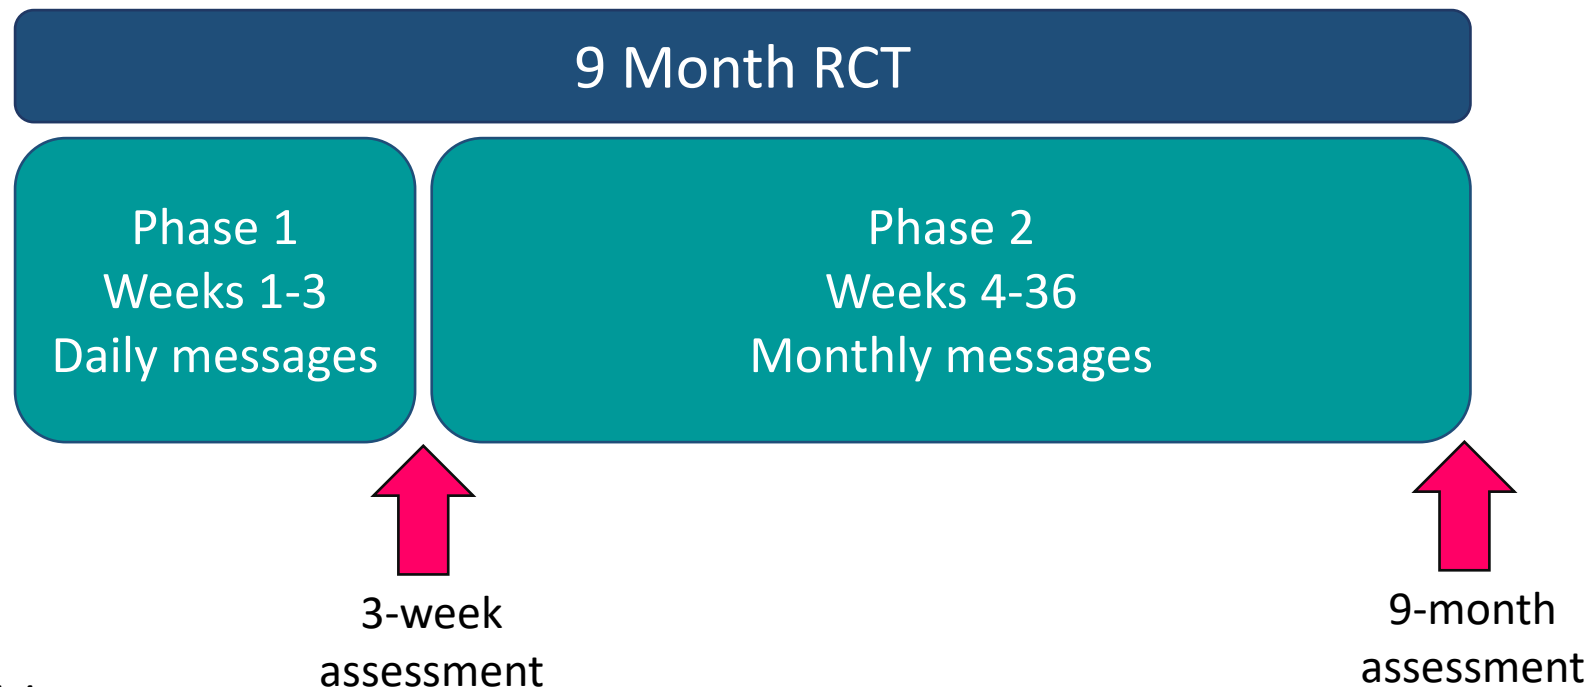 9 Month RCT
Phase 1
Weeks 1-3
Daily messages
Phase 2
Weeks 4-36
Monthly messages
3-week
assessment
9-month
assessment